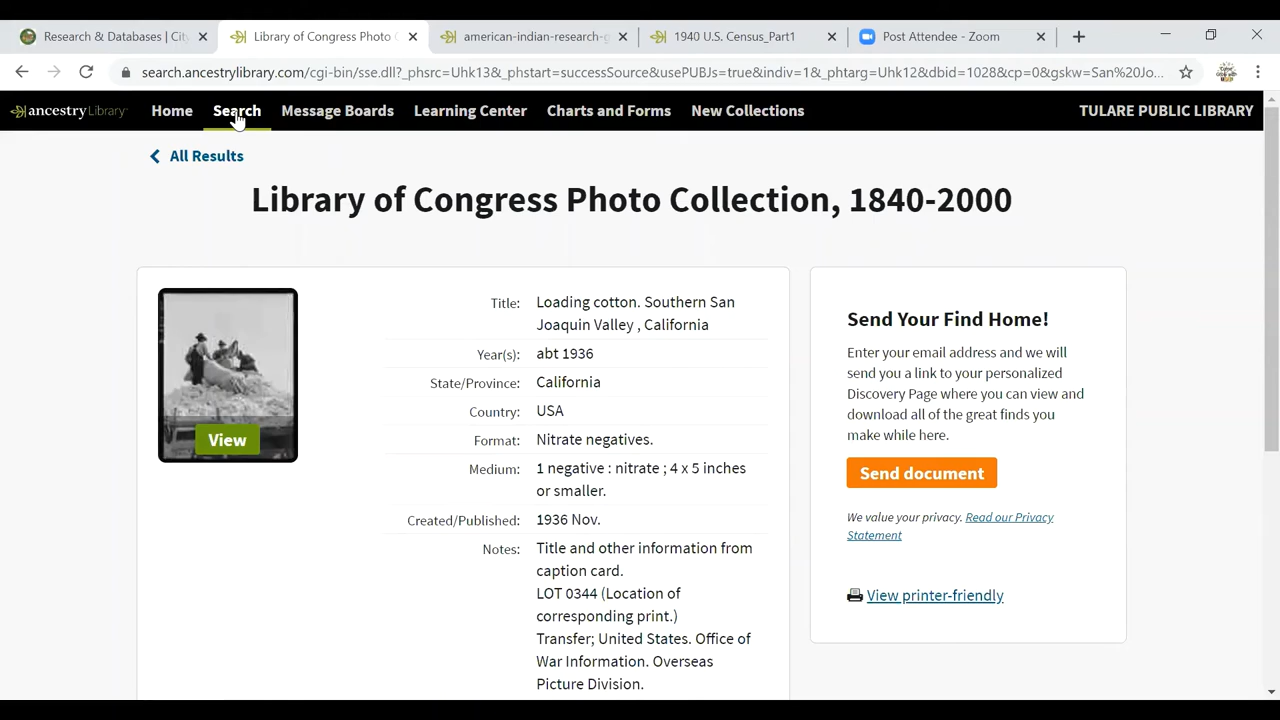 Research & Databases | Cit
Library of Congress Photo C
american-indian-research-g
1940 U.S. Census_Part1
Post Attendee - Zoom
search.ancestrylibrary.com/cgi-bin/sse.dll?_phsrc=Uhk13&_phstart=successSource&usePUBJs=true&indiv=1&_phtarg=Uhk12&dbid=1028&cp=0&gskw=San%20Jo...
ancestryLibrary Home Search Message Boards Learning Center Charts and Forms New Collections TULARE PUBLIC LIBRARY
All Results
Library of Congress Photo Collection, 1840-2000
View
Title: Loading cotton. Southern San
Joaquin Valley , California
Year(s): abt 1936
State/Province: California
Country: USA
Format: Nitrate negatives.
Medium: 1 negative : nitrate ; 4 x 5 inches
or smaller.
Created/Published: 1936 Nov.
Notes: Title and other information from
caption card.
LOT 0344 (Location of
corresponding print.)
Transfer; United States. Office of
War Information. Overseas
Picture Division.
Send Your Find Home!
Enter your email address and we will
send you a link to your personalized
Discovery Page where you can view and
download all of the great finds you
make while here.
Send document
We value your privacy. Read our Privacy
Statement
View printer-friendly